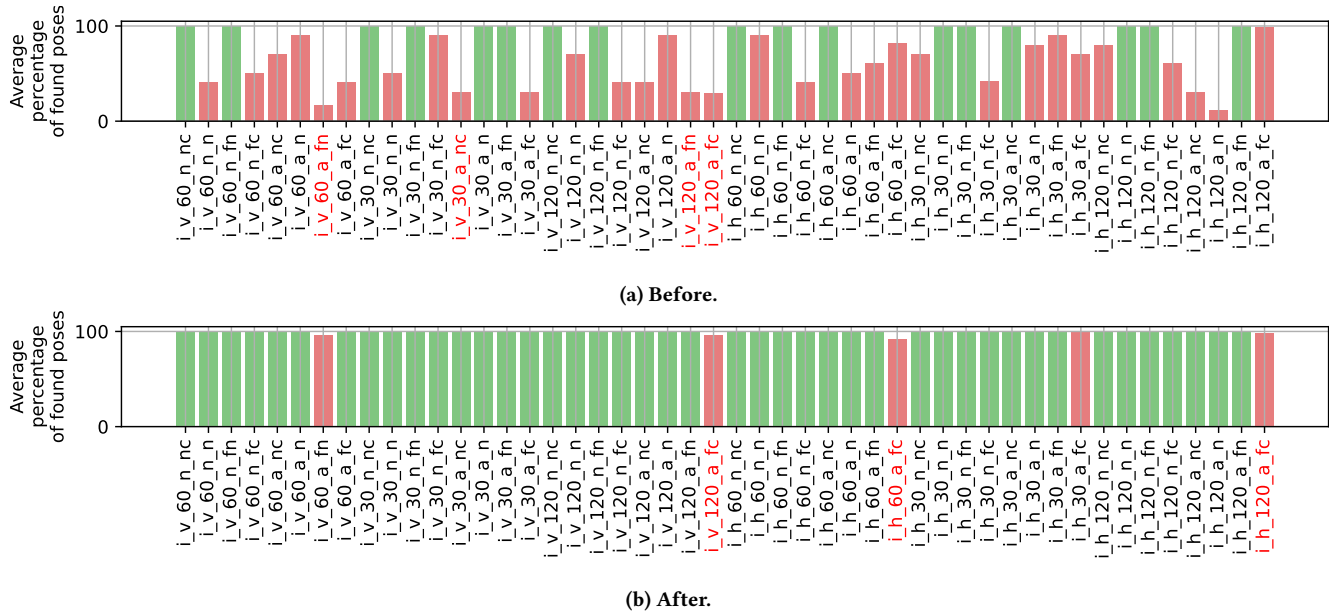 Average
percentage
of found poses
100
0
i_v_60_n_nc
i_v_60_n_n
i_v_60_n_fn
i_v_60_n_fc
i_v_60_a_nc
i_v_60_a_n
i_v_60_a_fn
i_v_60_a_fc
i_v_30_n_nc
i_v_30_n_n
i_v_30_n_fn
i_v_30_n_fc
i_v_30_a_nc
i_v_30_a_n
i_v_30_a_fn
i_v_30_a_fc
i_v_120_n_nc
i_v_120_n_n
i_v_120_n_fn
i_v_120_n_fc
i_v_120_a_nc
i_v_120_a_n
i_v_120_a_fn
i_v_120_a_fc
i_h_60_n_nc
i_h_60_n_n
i_h_60_n_fn
i_h_60_n_fc
i_h_60_a_nc
i_h_60_a_n
i_h_60_a_fn
i_h_60_a_fc
i_h_30_n_nc
i_h_30_n_n
i_h_30_n_fn
i_h_30_n_fc
i_h_30_a_nc
i_h_30_a_n
i_h_30_a_fn
i_h_30_a_fc
i_h_120_n_nc
i_h_120_n_n
i_h_120_n_fn
i_h_120_n_fc
i_h_120_a_nc
i_h_120_a_n
i_h_120_a_fn
i_h_120_a_fc
(a) Before.
Average
percentage
of found poses
100
0
i_v_60_n_nc
i_v_60_n_n
i_v_60_n_fn
i_v_60_n_fc
i_v_60_a_nc
i_v_60_a_n
i_v_60_a_fn
i_v_60_a_fc
i_v_30_n_nc
i_v_30_n_n
i_v_30_n_fn
i_v_30_n_fc
i_v_30_a_nc
i_v_30_a_n
i_v_30_a_fn
i_v_30_a_fc
i_v_120_n_nc
i_v_120_n_n
i_v_120_n_fn
i_v_120_n_fc
i_v_120_a_nc
i_v_120_a_n
i_v_120_a_fn
i_v_120_a_fc
i_h_60_n_nc
i_h_60_n_n
i_h_60_n_fn
i_h_60_n_fc
i_h_60_a_nc
i_h_60_a_n
i_h_60_a_fn
i_h_60_a_fc
i_h_30_n_nc
i_h_30_n_n
i_h_30_n_fn
i_h_30_n_fc
i_h_30_a_nc
i_h_30_a_n
i_h_30_a_fn
i_h_30_a_fc
i_h_120_n_nc
i_h_120_n_n
i_h_120_n_fn
i_h_120_n_fc
i_h_120_a_nc
i_h_120_a_n
i_h_120_a_fn
i_h_120_a_fc
(b) After.